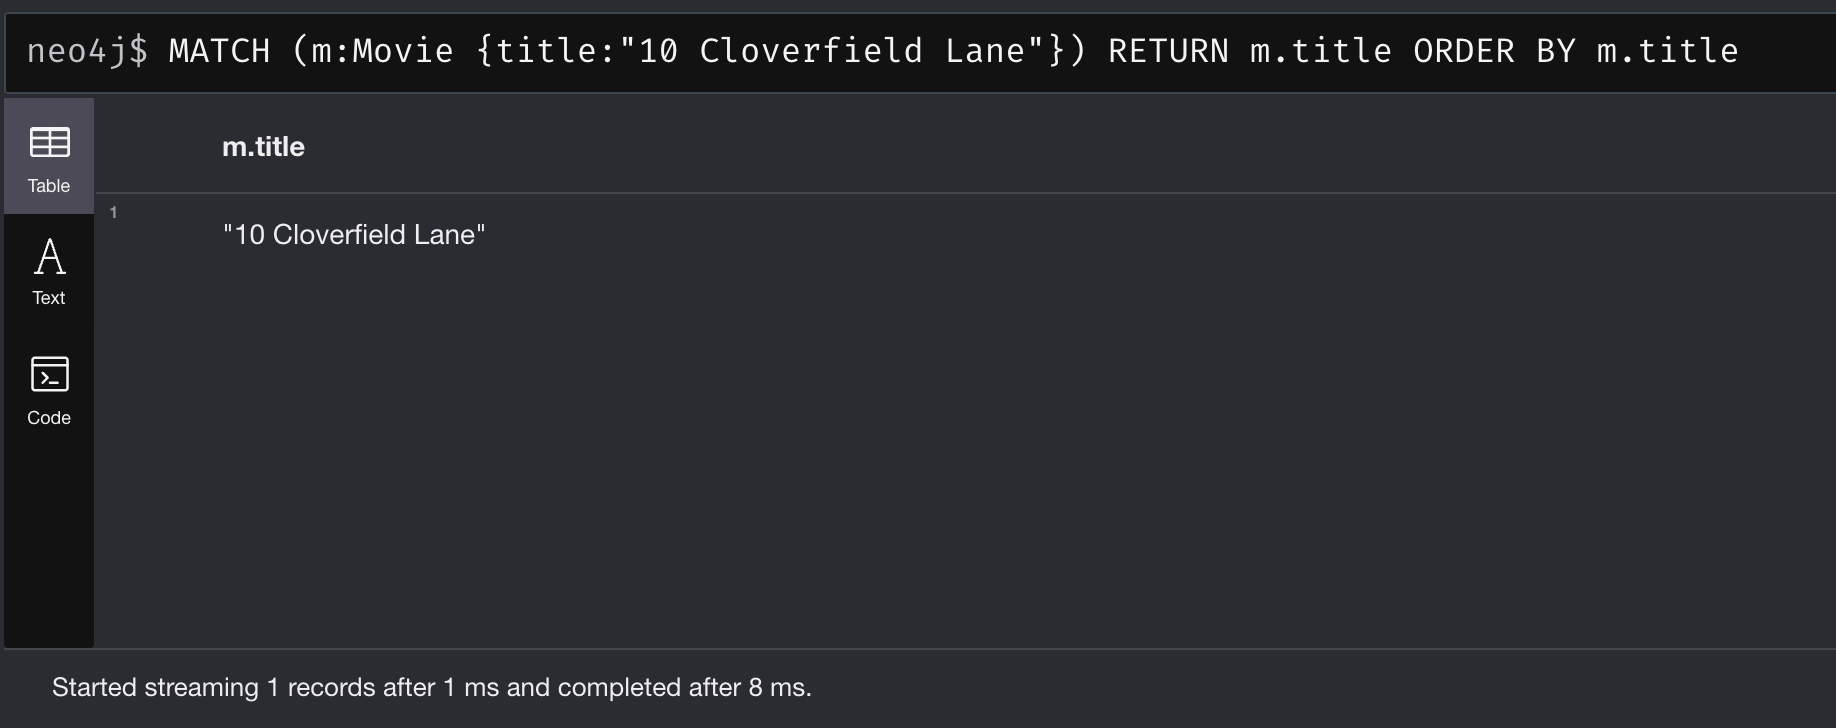 neo4j$ MATCH (m:Movie {title:"10 Cloverfield Lane"}) RETURN m.title ORDER BY m.title
m.title
Table
1
"10 Cloverfield Lane"
A
Text
>_
Code
Started streaming 1 records after 1 ms and completed after 8 ms.